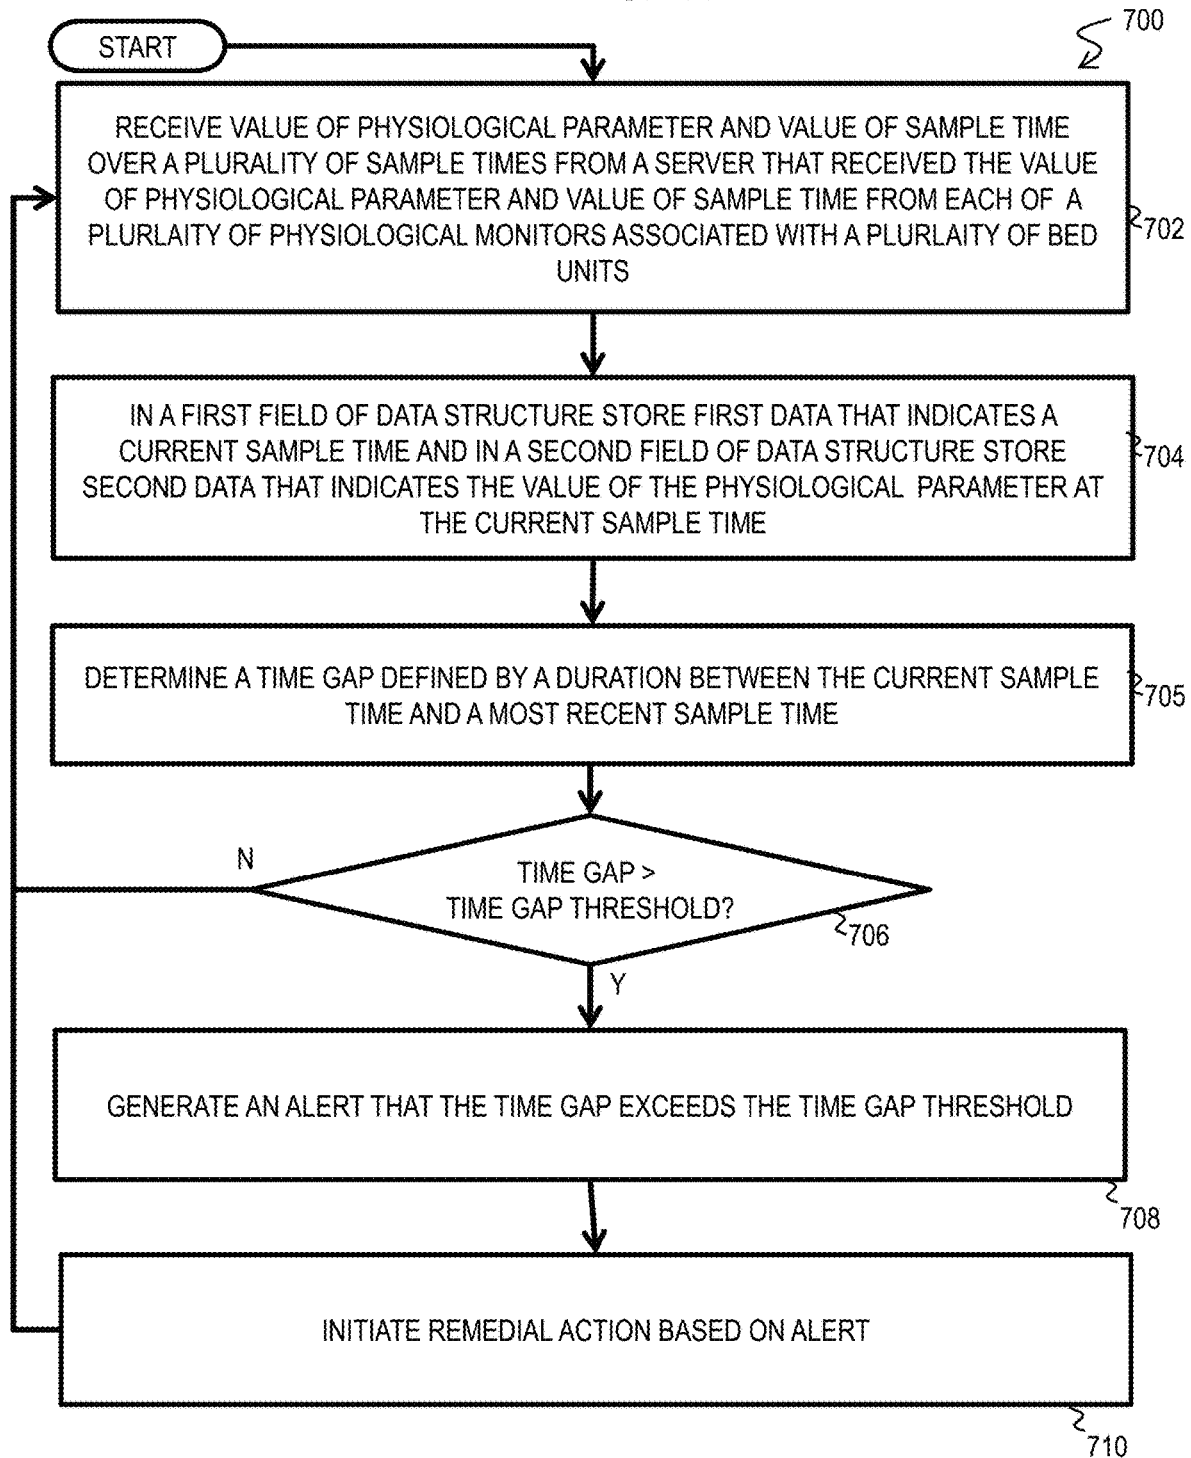 700
START
RECEIVE VALUE OF PHYSIOLOGICAL PARAMETER AND VALUE OF SAMPLE TIME
OVER A PLURALITY OF SAMPLE TIMES FROM A SERVER THAT RECEIVED THE VALUE
OF PHYSIOLOGICAL PARAMETER AND VALUE OF SAMPLE TIME FROM EACH OF A
PLURLAITY OF PHYSIOLOGICAL MONITORS ASSOCIATED WITH A PLURLAITY OF BED
UNITS
702
IN A FIRST FIELD OF DATA STRUCTURE STORE FIRST DATA THAT INDICATES A
CURRENT SAMPLE TIME AND IN A SECOND FIELD OF DATA STRUCTURE STORE
SECOND DATA THAT INDICATES THE VALUE OF THE PHYSIOLOGICAL PARAMETER AT
THE CURRENT SAMPLE TIME
704
DETERMINE A TIME GAP DEFINED BY A DURATION BETWEEN THE CURRENT SAMPLE
TIME AND A MOST RECENT SAMPLE TIME
705
N
TIME GAP >
TIME GAP THRESHOLD?
706
Y
GENERATE AN ALERT THAT THE TIME GAP EXCEEDS THE TIME GAP THRESHOLD
708
INITIATE REMEDIAL ACTION BASED ON ALERT
710